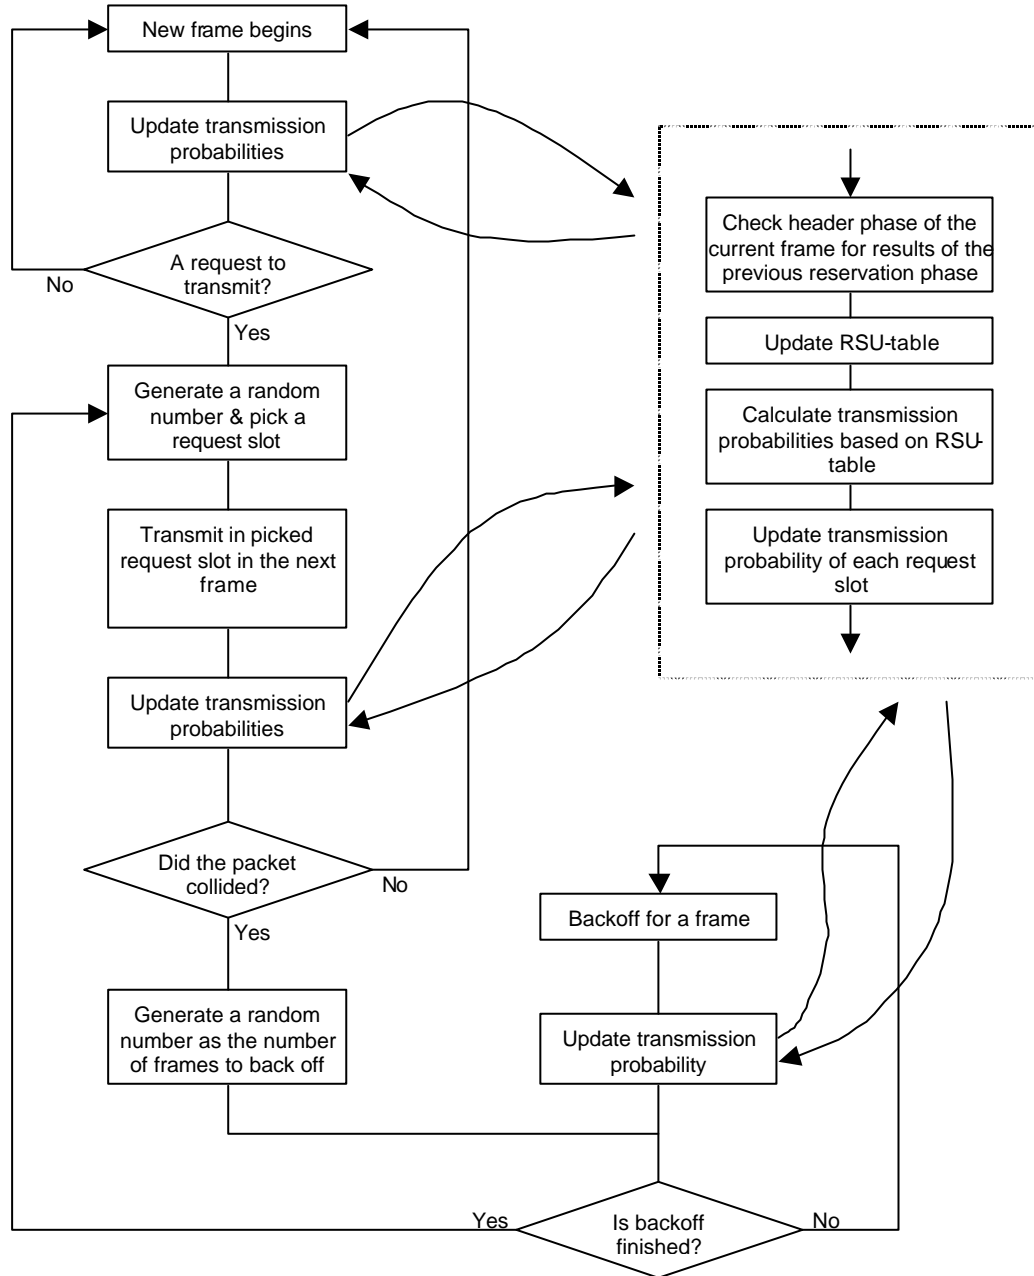 New frame begins
Update transmission
probabilities
A request to
transmit?
No
Yes
Generate a random
number & pick a
request slot
Transmit in picked
request slot in the next
frame
Update transmission
probabilities
Did the packet
collided?
No
Yes
Generate a random
number as the number
of frames to back off
Check header phase of the
current frame for results of the
previous reservation phase
Update RSU-table
Calculate transmission
probabilities based on RSU-
table
Update transmission
probability of each request
slot
Backoff for a frame
Update transmission
probability
Is backoff
finished?
Yes
No